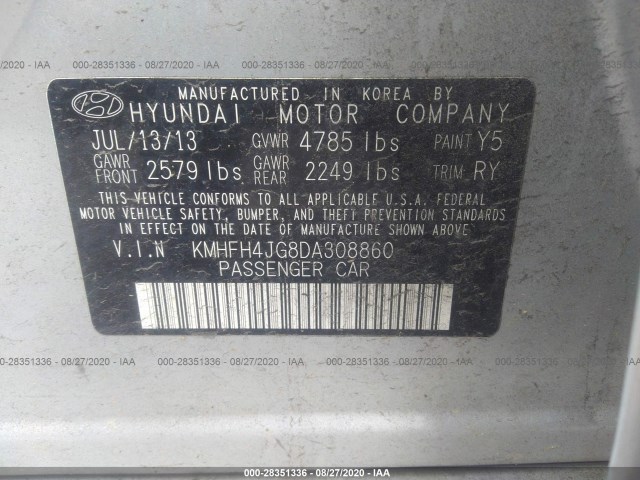 000-28351336 - 08/27/2020 - IAA
MANUFACTURED IN KOREA BY
HYUNDAI MOTOR COMPANY
JUL/13/13 GVWR 4785 lbs PAINT Y5
GAWR FRONT 2579 lbs GAWR REAR 2249 lbs TRIM RY
THIS VEHICLE CONFORMS TO ALL APPLICABLE U.S.A. FEDERAL
MOTOR VEHICLE SAFETY, BUMPER, AND THEFT PREVENTION STANDARDS
IN EFFECT ON THE DATE OF MANUFACTURE SHOWN ABOVE
V.I.N KMHFH4JG8DA308860
PASSENGER CAR
000-28351336 - 08/27/2020 - IAA
000-28351336 - 08/27/2020 - IAA